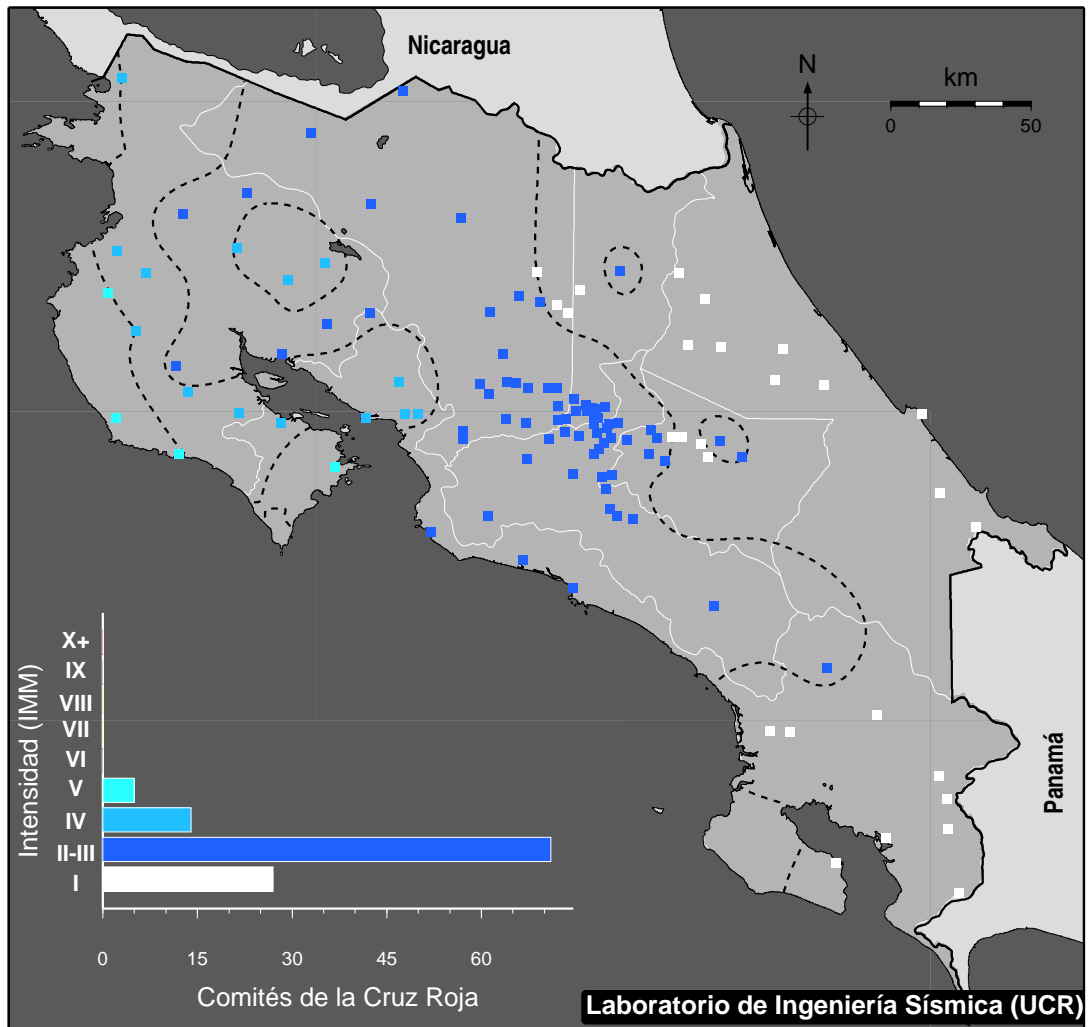 Nicaragua
N
km
0 50
Panamá
Intensidad (IMM)
X+
IX
VIII
VII
VI
V
IV
II-III
I
0 15 30 45 60
Comités de la Cruz Roja
Laboratorio de Ingeniería Sísmica (UCR)